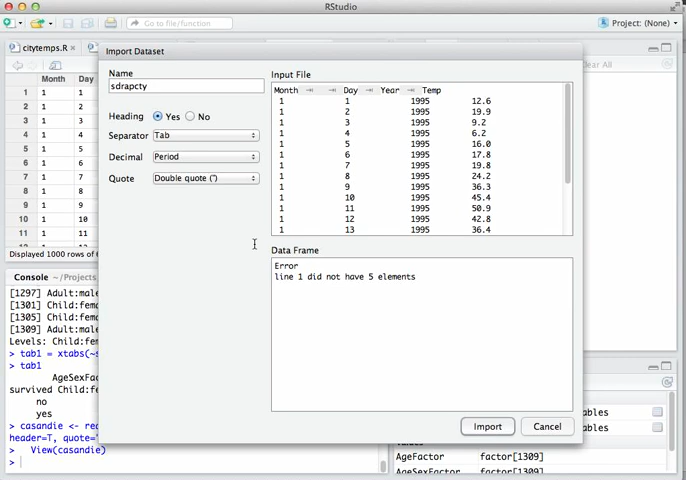 RStudio
Go to file/function
Project: (None)
citytemps.R
Clear All
Import Dataset
Month Day
1 1 1
2 1 2
3 1 3
4 1 4
5 1 5
6 1 6
7 1 7
8 1 8
9 1 9
10 1 10
11 1 11
Displayed 1000 rows of
Name
sdrapcty
Heading Yes No
Separator Tab
Decimal Period
Quote Double quote (")
Input File
Month Day Year Temp
1 1 1995 12.6
1 2 1995 19.9
1 3 1995 9.2
1 4 1995 6.2
1 5 1995 16.0
1 6 1995 17.8
1 7 1995 19.8
1 8 1995 24.2
1 9 1995 36.3
1 10 1995 45.4
1 11 1995 50.9
1 12 1995 42.8
1 13 1995 36.4
Data Frame
Error
line 1 did not have 5 elements
Import Cancel
Console ~/Projects
[1297] Adult:male
[1301] Child:fema
[1305] Child:fema
[1309] Adult:male
Levels: Child:fema
> tab1 = xtabs(~s
> tab1
AgeSexFac
survived Child:fe
no
yes
> casandie <- rea
header=T, quote=
> View(casandie)
>
ables
ables
Values
AgeFactor factor[1309]
AgeSexFactor factor[1309]